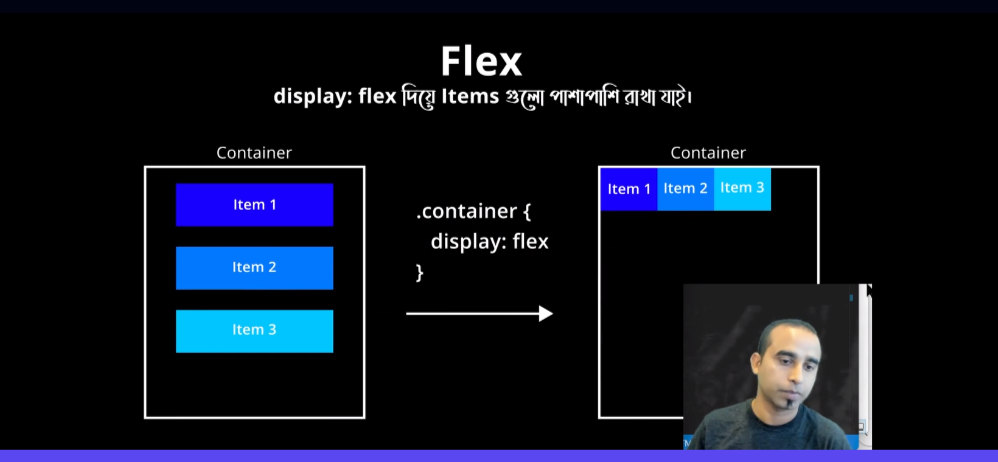 Flex
display: flex দিয়ে Items গুলো পাশাপাশি রাখা যাই।
Container
Item 1
Item 2
Item 3
.container {
display: flex
}
Container
Item 1 Item 2 Item 3